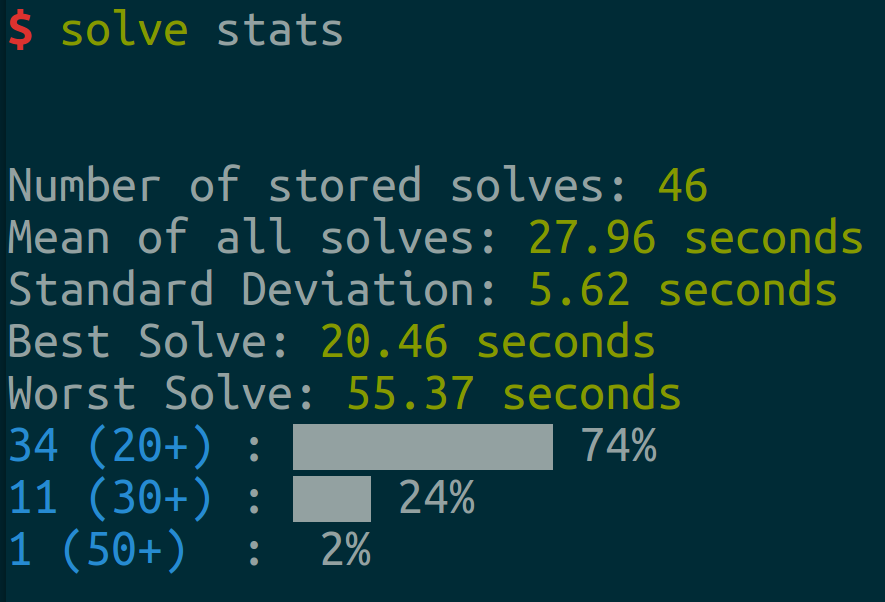 $ solve stats
Number of stored solves: 46
Mean of all solves: 27.96 seconds
Standard Deviation: 5.62 seconds
Best Solve: 20.46 seconds
Worst Solve: 55.37 seconds
34 (20+) : 74%
11 (30+) : 24%
1 (50+)  :  2%